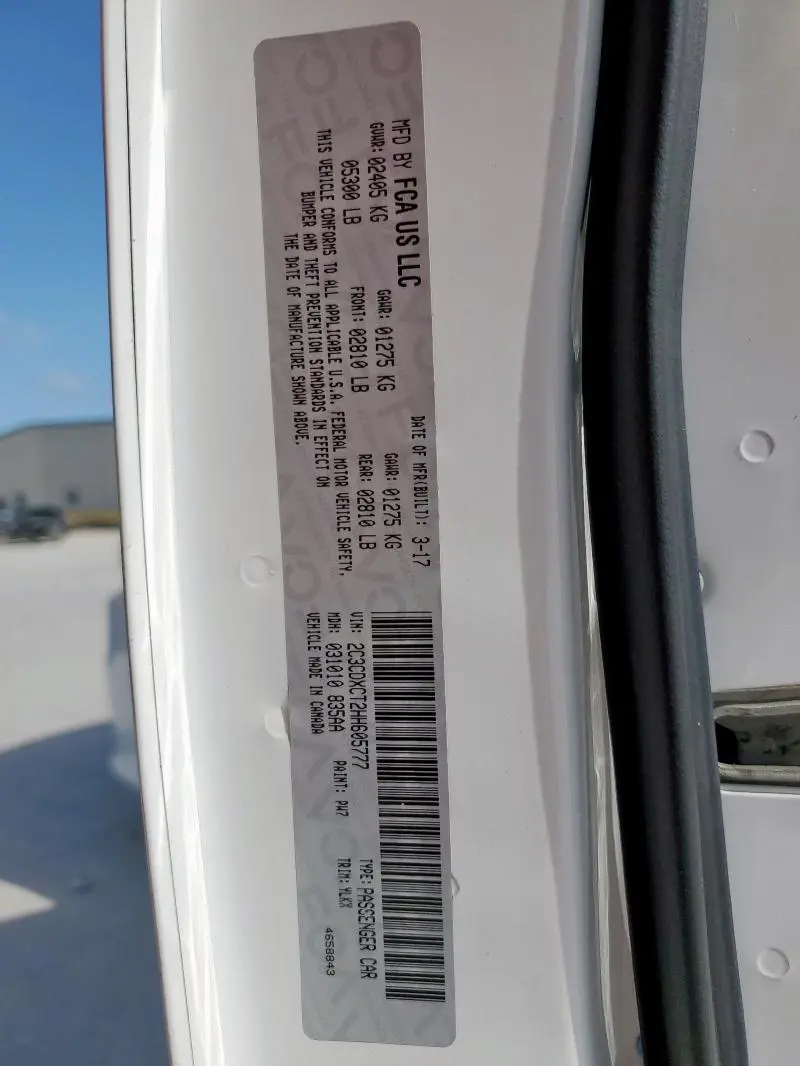 MFD BY FCA US LLC
DATE OF MFR(BUILT): 3-17
GVWR: 02405 KG GAWR: 01275 KG GAWR: 01275 KG
05300 LB FRONT: 02810 LB REAR: 02810 LB
THIS VEHICLE CONFORMS TO ALL APPLICABLE U.S.A. FEDERAL MOTOR VEHICLE SAFETY,
BUMPER AND THEFT PREVENTION STANDARDS IN EFFECT ON
THE DATE OF MANUFACTURE SHOWN ABOVE.
VIN: 2C3CDXCT2HH605777 TYPE: PASSENGER CAR
MDH: 031010 835AA PAINT: PW7 TRIM: YLKX
VEHICLE MADE IN CANADA
4658843